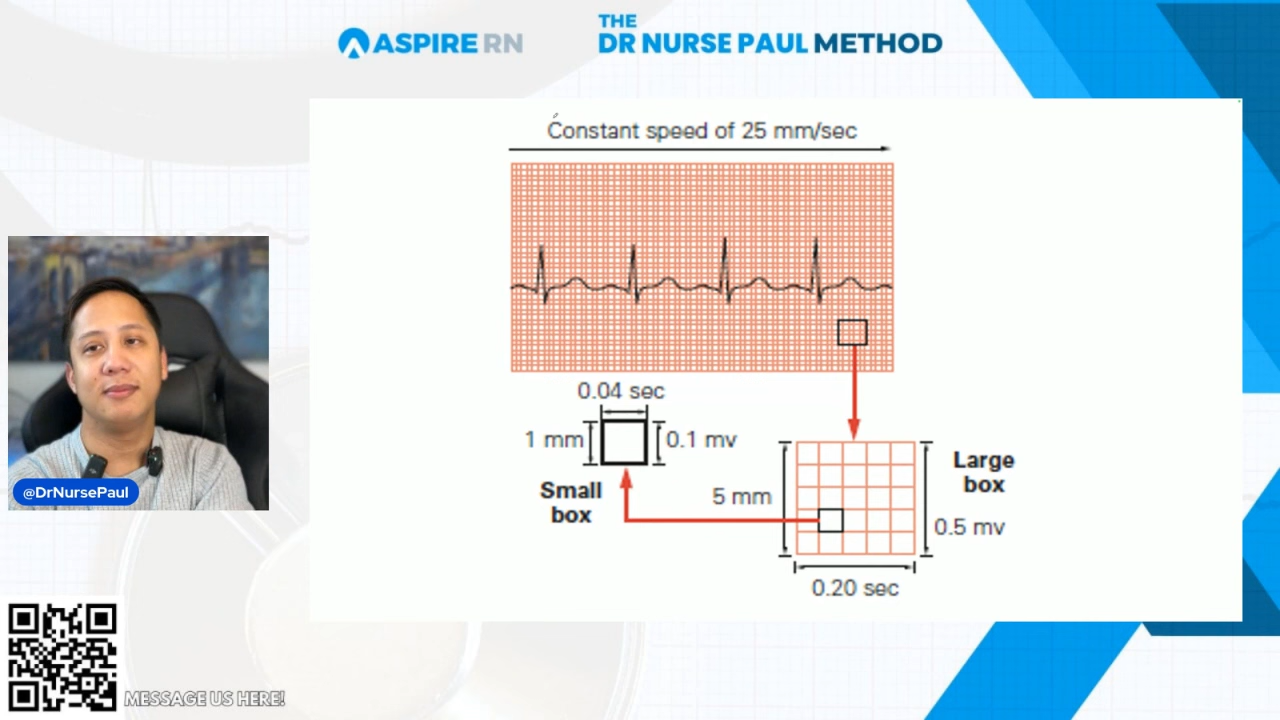 ASPIRE RN
THE
DR NURSE PAUL METHOD
Constant speed of 25 mm/sec
0.04 sec
1 mm
0.1 mv
Small
box
5 mm
Large
box
0.5 mv
0.20 sec
@DrNursePaul
MESSAGE US HERE!